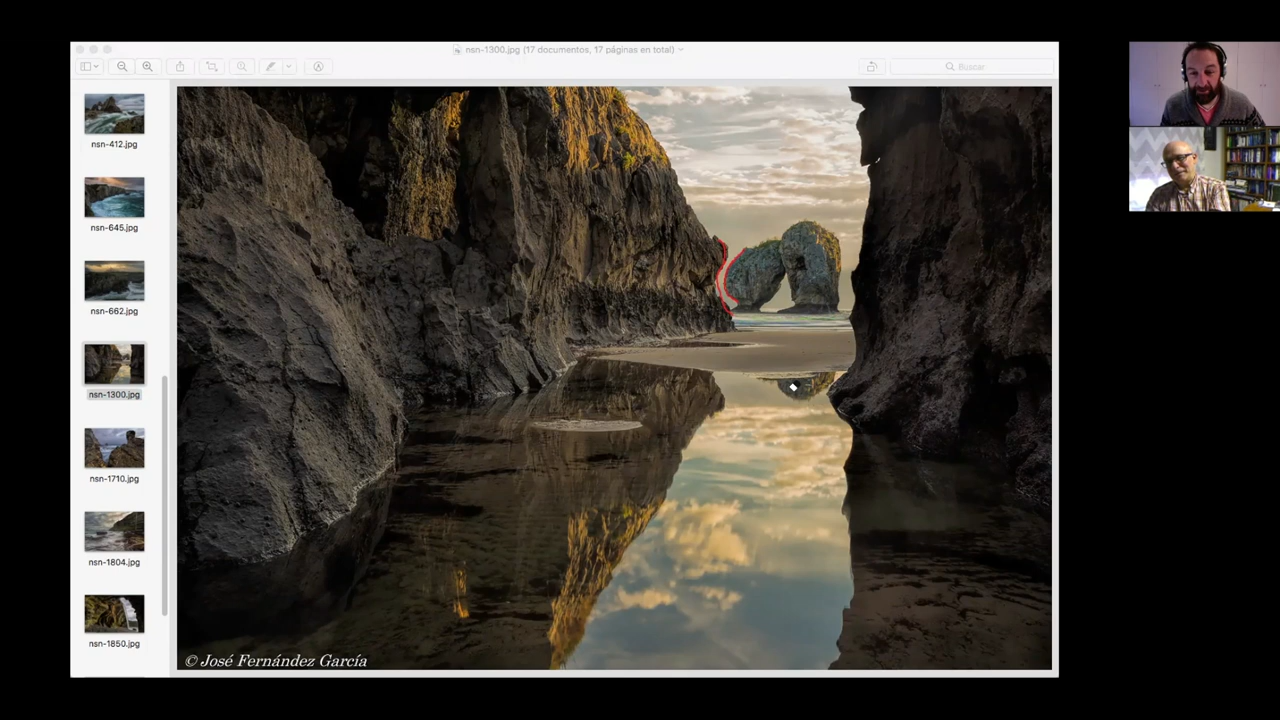 nsn-1300.jpg (17 documentos, 17 páginas en total)
Buscar
nsn-412.jpg
nsn-645.jpg
nsn-662.jpg
nsn-1300.jpg
nsn-1710.jpg
nsn-1804.jpg
nsn-1850.jpg
© José Fernández García